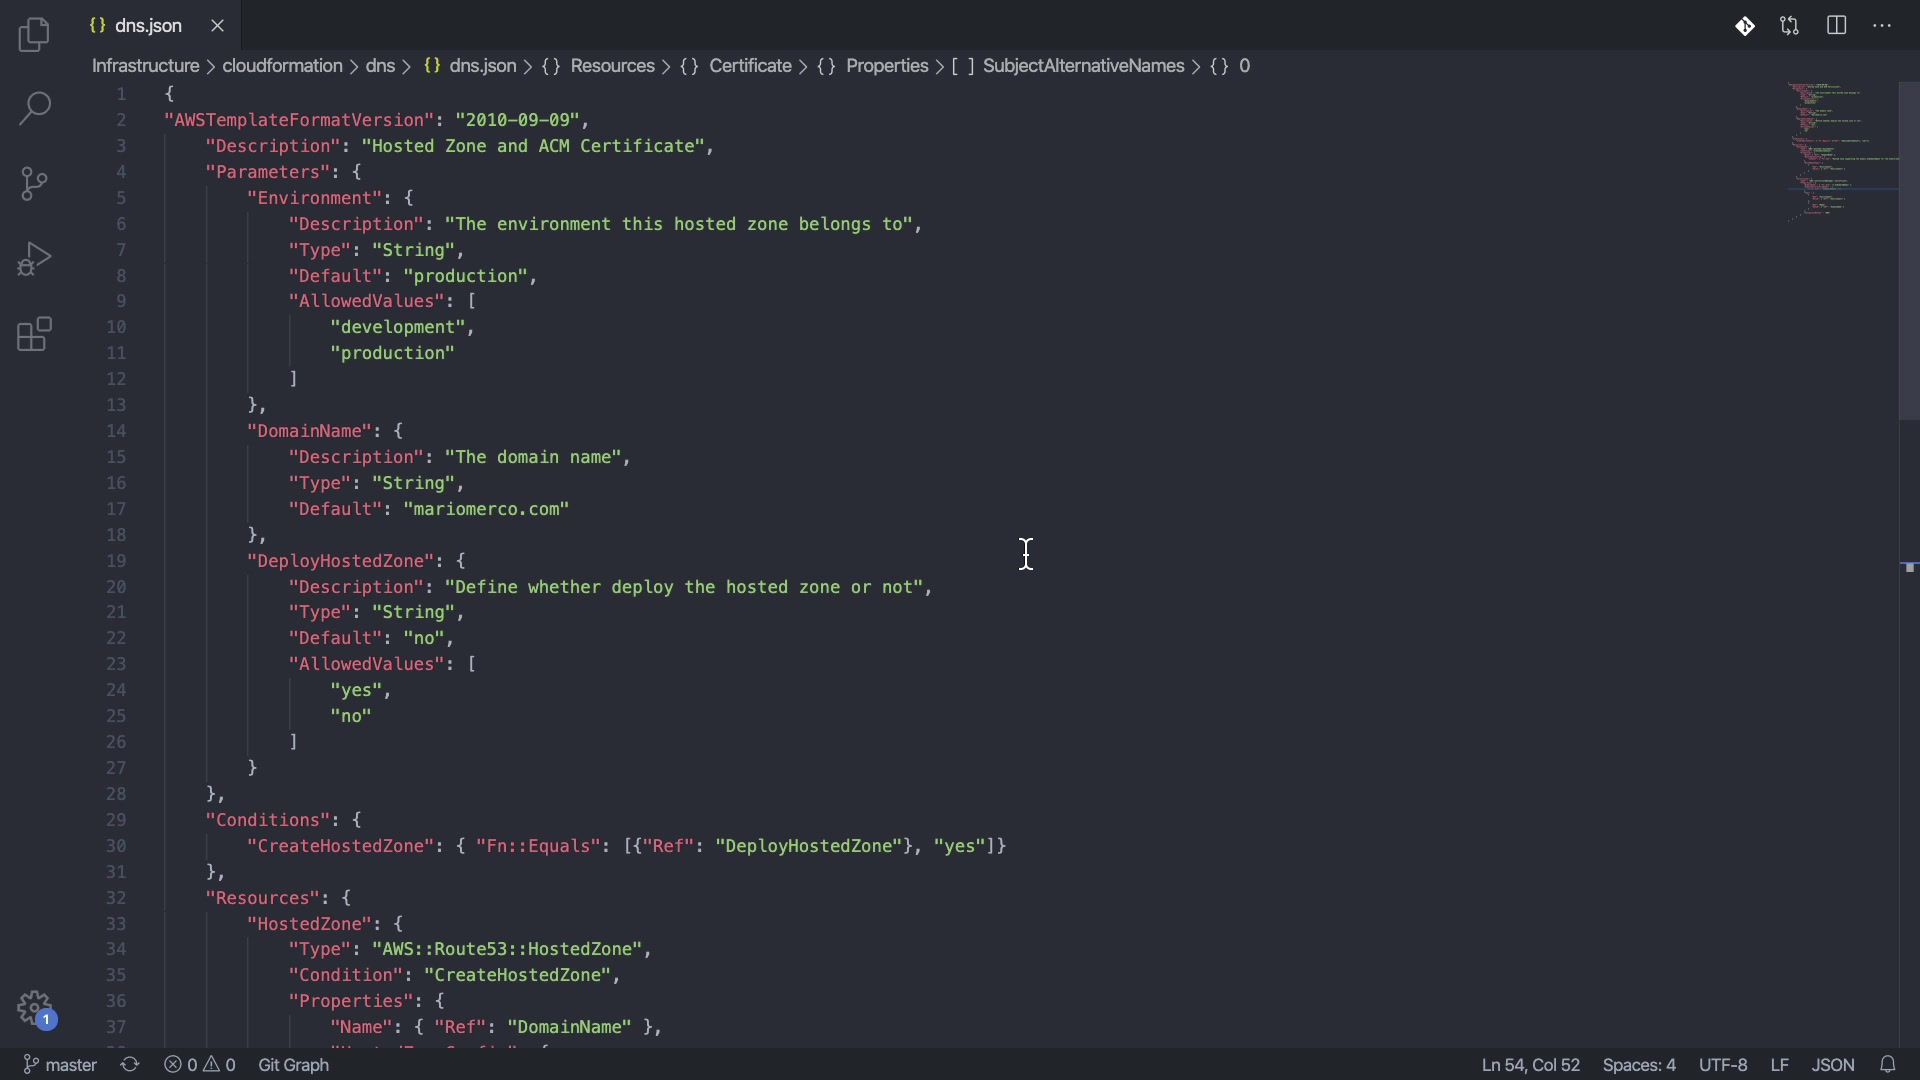 dns.json
Infrastructure > cloudformation > dns > {} dns.json > {} Resources > {} Certificate > {} Properties > [ ] SubjectAlternativeNames > {} 0
1 {
2 "AWSTemplateFormatVersion": "2010-09-09",
3 "Description": "Hosted Zone and ACM Certificate",
4 "Parameters": {
5 "Environment": {
6 "Description": "The environment this hosted zone belongs to",
7 "Type": "String",
8 "Default": "production",
9 "AllowedValues": [
10 "development",
11 "production"
12 ]
13 },
14 "DomainName": {
15 "Description": "The domain name",
16 "Type": "String",
17 "Default": "mariomerco.com"
18 },
19 "DeployHostedZone": {
20 "Description": "Define whether deploy the hosted zone or not",
21 "Type": "String",
22 "Default": "no",
23 "AllowedValues": [
24 "yes",
25 "no"
26 ]
27 }
28 },
29 "Conditions": {
30 "CreateHostedZone": { "Fn::Equals": [{"Ref": "DeployHostedZone"}, "yes"]}
31 },
32 "Resources": {
33 "HostedZone": {
34 "Type": "AWS::Route53::HostedZone",
35 "Condition": "CreateHostedZone",
36 "Properties": {
37 "Name": { "Ref": "DomainName" },
1
master 0 0 Git Graph Ln 54, Col 52 Spaces: 4 UTF-8 LF JSON